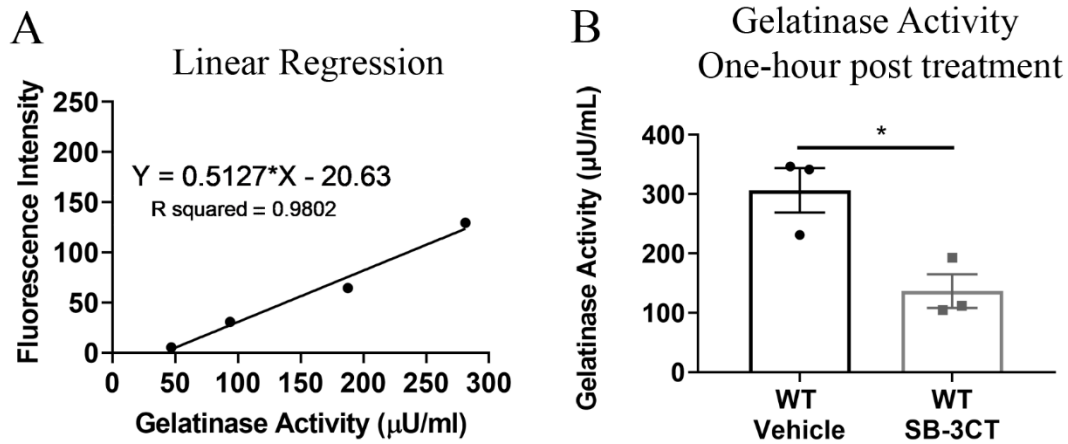 A
Linear Regression
Fluorescence Intensity
250
200
150
100
50
0
Y = 0.5127*X - 20.63
R squared = 0.9802
0 50 100 150 200 250 300
Gelatinase Activity (μU/ml)
B
Gelatinase Activity
One-hour post treatment
Gelatinase Activity (μU/mL)
400
300
200
100
0
*
WT
Vehicle
WT
SB-3CT